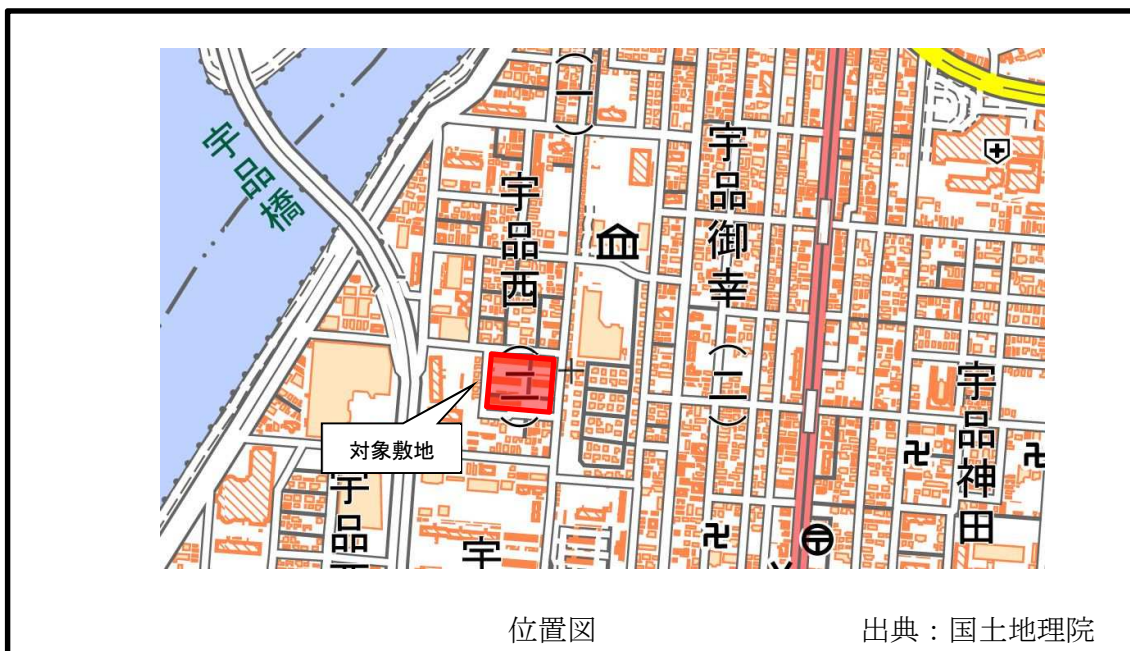 (一)
宇品橋
宇品西
(二)
宇品御幸
(二)
宇品神田
対象敷地
宇品
宇
位置図
出典：国土地理院